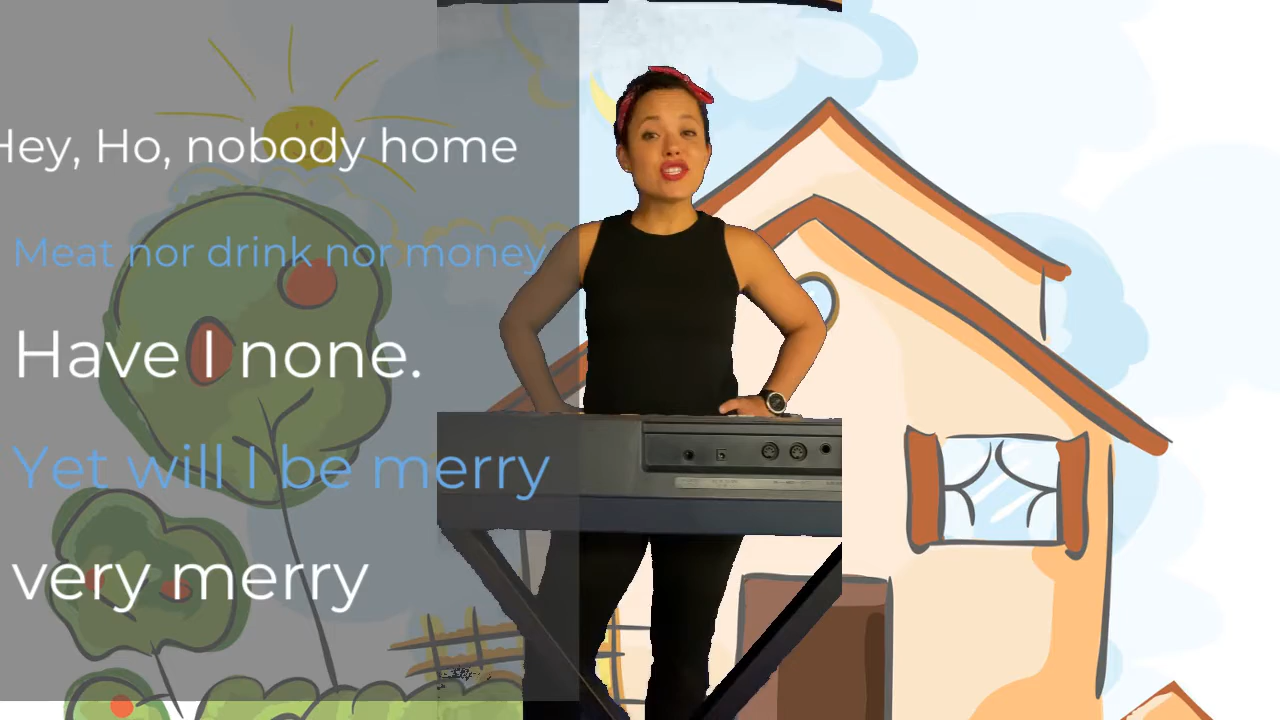 Hey, Ho, nobody home
Meat nor drink nor money
Have I none.
Yet will I be merry
very merry